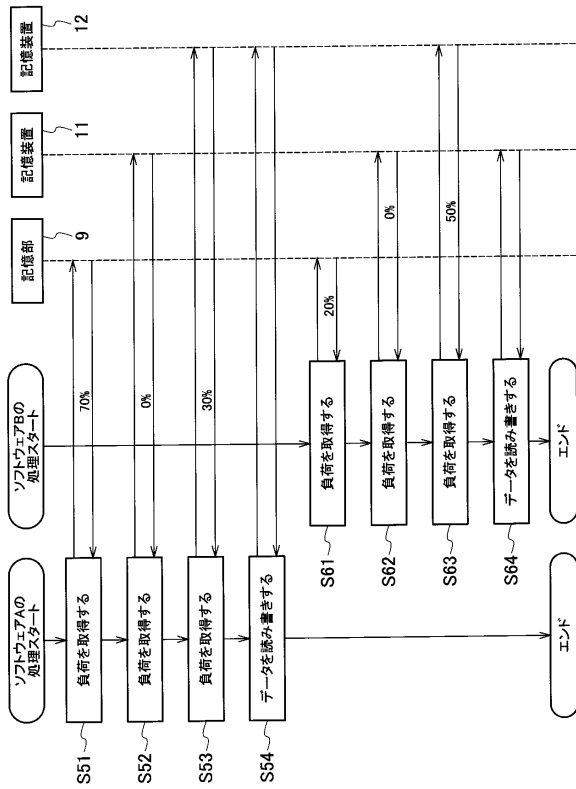 ソフトウェアAの
処理スタート
ソフトウェアBの
処理スタート
記憶部
9
記憶装置
11
記憶装置
12
S51
負荷を取得する
70%
S52
負荷を取得する
0%
S53
負荷を取得する
30%
S54
データを読み書きする
S61
負荷を取得する
20%
S62
負荷を取得する
0%
S63
負荷を取得する
50%
S64
データを読み書きする
エンド
エンド